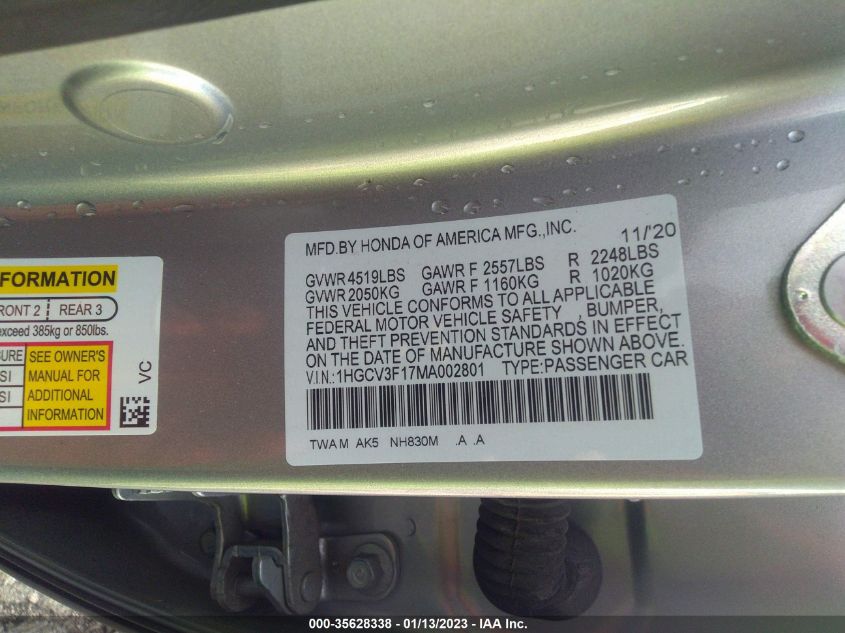 MFD.BY HONDA OF AMERICA MFG.,INC. 11/'20
GVWR 4519LBS GAWR F 2557LBS R 2248LBS
GVWR 2050KG GAWR F 1160KG R 1020KG
THIS VEHICLE CONFORMS TO ALL APPLICABLE
FEDERAL MOTOR VEHICLE SAFETY , BUMPER,
AND THEFT PREVENTION STANDARDS IN EFFECT
ON THE DATE OF MANUFACTURE SHOWN ABOVE.
V.I.N.:1HGCV3F17MA002801 TYPE:PASSENGER CAR
TWA M AK5 NH830M .A .A
FORMATION
FRONT 2 REAR 3
exceed 385kg or 850lbs.
SURE SEE OWNER'S
SI MANUAL FOR
SI ADDITIONAL
INFORMATION
VC
000-35628338 - 01/13/2023 - IAA Inc.